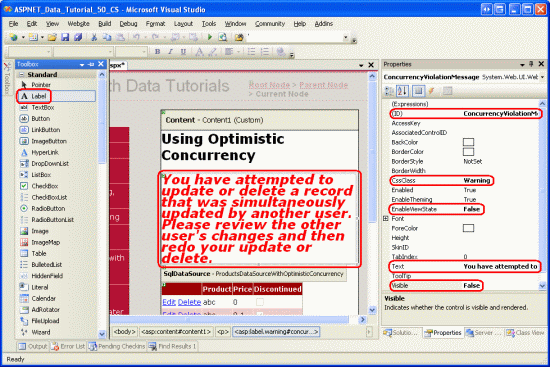 ASPNET_Data_Tutorial_50_CS - Microsoft Visual Studio
File Edit View Website Build Debug Format Layout Tools Window Community Help Addins
Toolbox
Standard
Pointer
Label
TextBox
Button
LinkButton
ImageButton
HyperLink
DropDownList
ListBox
CheckBox
CheckBoxList
RadioButton
RadioButtonList
Image
ImageMap
Table
BulletedList
HiddenField
Literal
Calendar
AdRotator
FileUpload
Wizard
Toolbox
th Data Tutorials
Root Node > Parent Node
> Current Node
Content - Content1 (Custom)
Using Optimistic
Concurrency
You have attempted to
update or delete a record
that was simultaneously
updated by another user.
Please review the other
user's changes and then
redo your update or
delete.
SqlDataSource - ProductsDataSourceWithOptimisticConcurrency
Product Price Discontinued
Edit Delete abc 0
Edit Delete abc 0.1
<body> <asp:content#content1> <p> <asp:label.warning#concur...>
Properties
ConcurrencyViolationMessage System.Web.UI.We
(Expressions)
(ID) ConcurrencyViolationM
AccessKey
AssociatedControlID
BackColor
BorderColor
BorderStyle NotSet
BorderWidth
CssClass Warning
Enabled True
EnableTheming True
EnableViewState False
Font
ForeColor
Height
SkinID
TabIndex 0
Text You have attempted to
ToolTip
Visible False
Visible
Indicates whether the control is visible and rendered.
Solutio... Properties Server ... Class View
Output Error List Pending Checkins Find Results 1
Ready